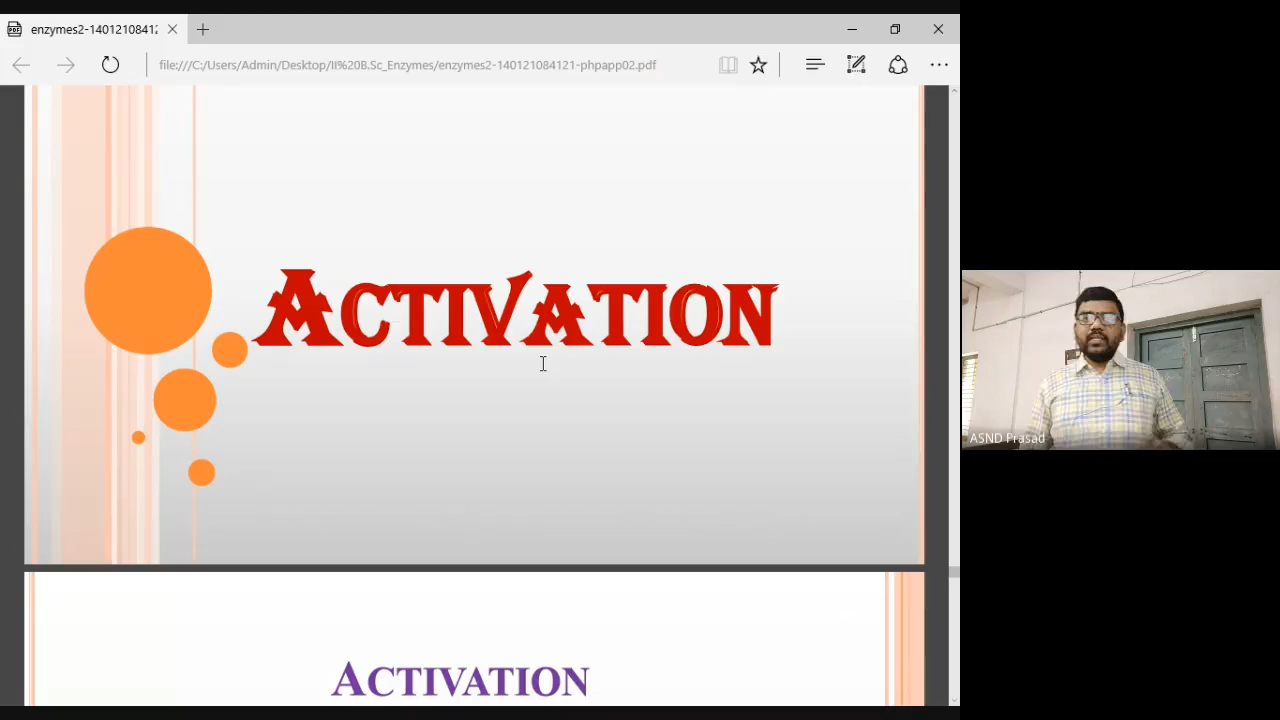 enzymes2-14012108412
file:///C:/Users/Admin/Desktop/II%20B.Sc_Enzymes/enzymes2-140121084121-phpapp02.pdf
ACTIVATION
ASND Prasad
ACTIVATION